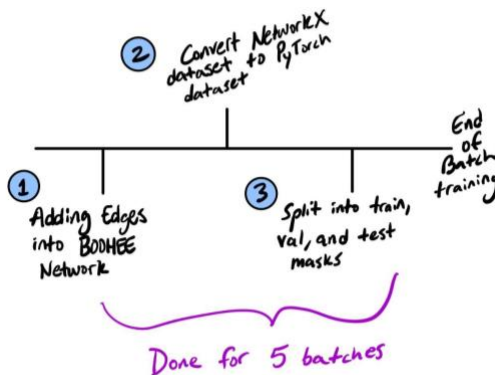 1
Adding Edges
into BOOMEE
Network
2
Convert NetworkX
dataset to PyTorch
dataset
3
Split into train,
val, and test
masks
End
of
Batch
training
Done for 5 batches